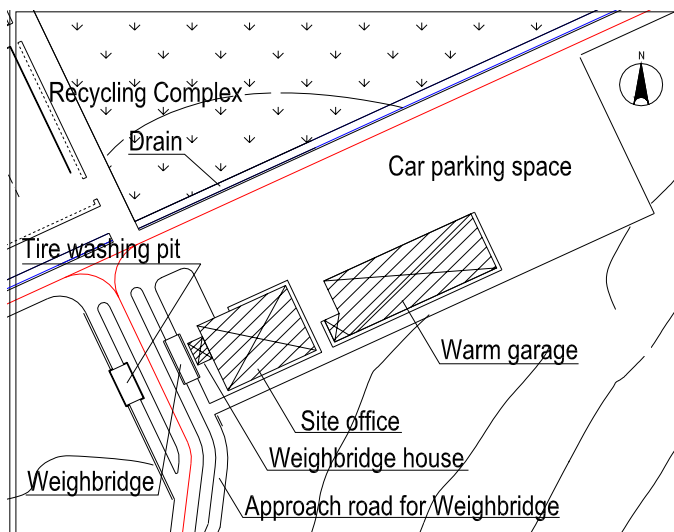 N
Recycling Complex
Drain
Car parking space
Tire washing pit
Warm garage
Site office
Weighbridge house
Weighbridge
Approach road for Weighbridge